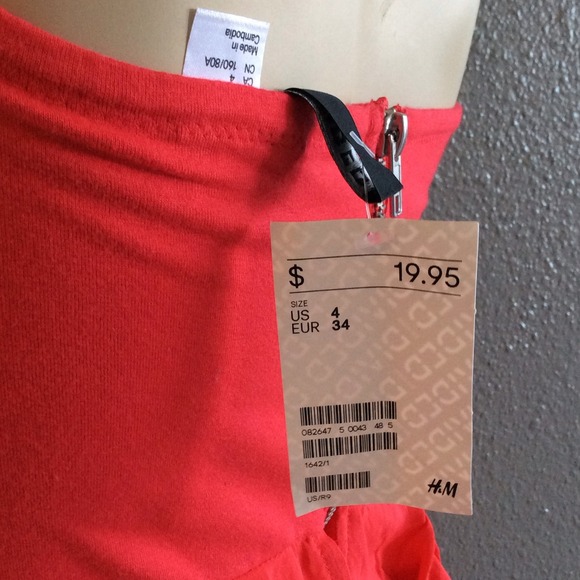 Made in
Cambodia
CA 4
CN 160/80A
$ 19.95
SIZE
US 4
EUR 34
082647 5 0043 48 5
1642/1
US/R9
H&M